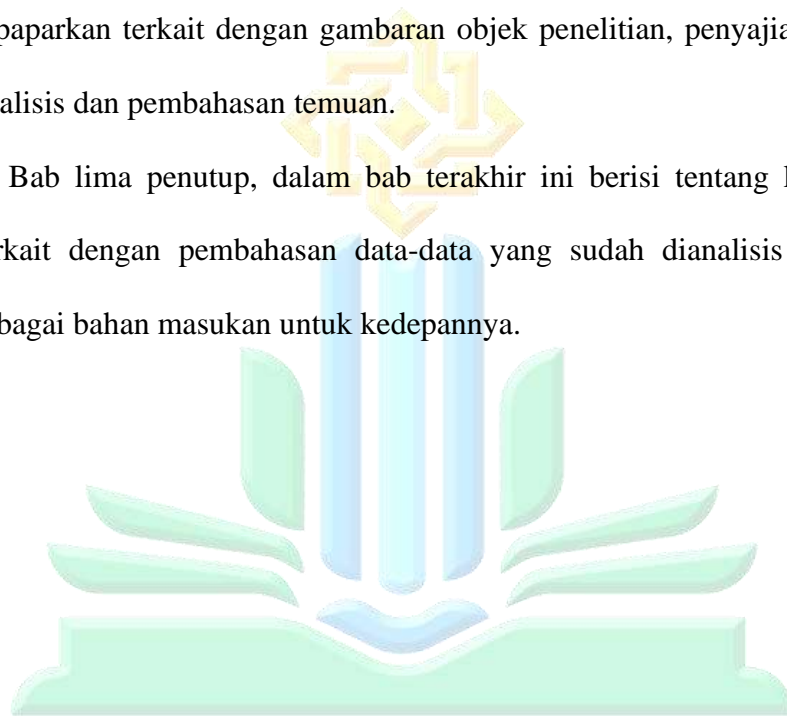 paparkan terkait dengan gambaran objek penelitian, penyajia
alisis dan pembahasan temuan.
Bab lima penutup, dalam bab terakhir ini berisi tentang
rkait dengan pembahasan data-data yang sudah dianalisis
bagai bahan masukan untuk kedepannya.